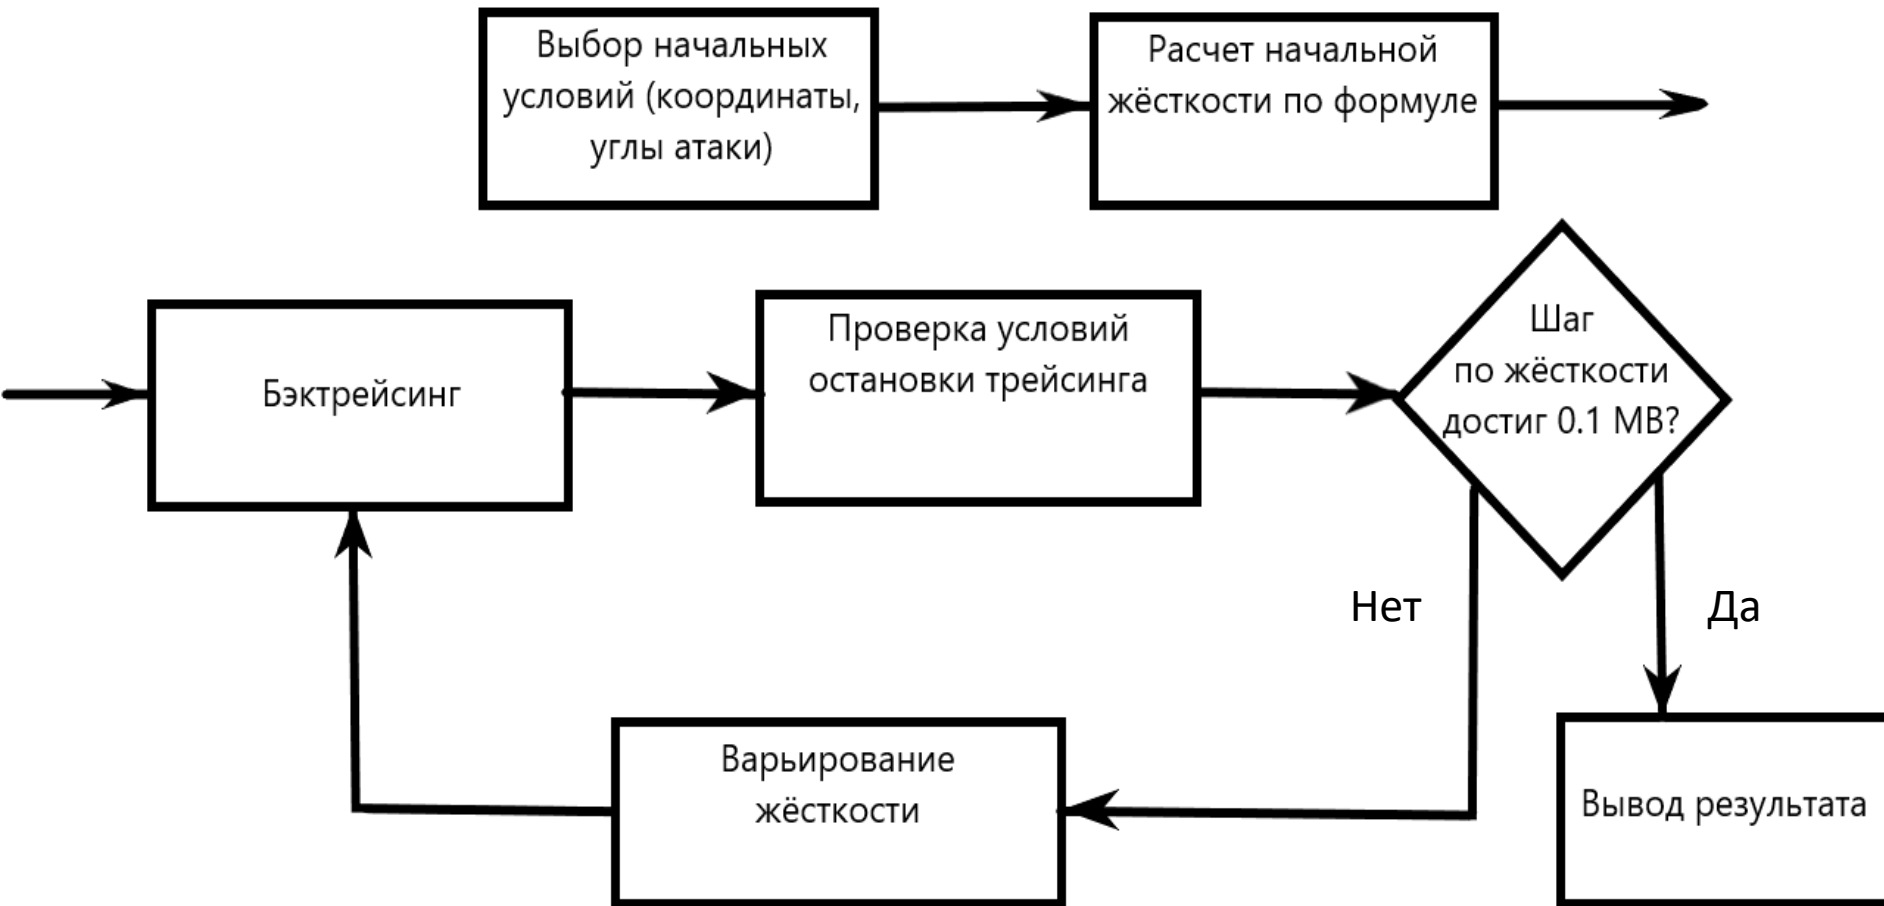 Выбор начальных
условий (координаты,
углы атаки)
Расчет начальной
жёсткости по формуле
Бэктрейсинг
Проверка условий
остановки трейсинга
Шаг
по жёсткости
достиг 0.1 МВ?
Нет
Да
Варьирование
жёсткости
Вывод результата